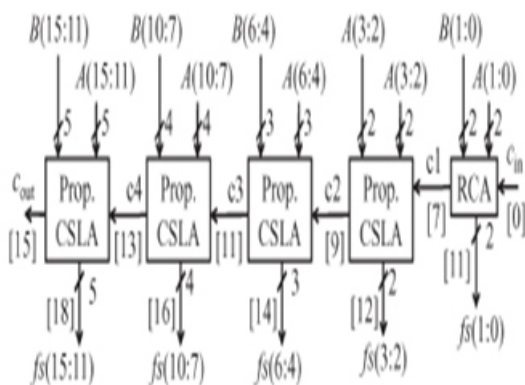 B(15:11) B(10:7) B(6:4) A(3:2) B(1:0)
A(15:11) A(10:7) A(6:4) A(3:2) A(1:0)
5 5 4 4 3 3 2 2 2 2
c_out Prop. CSLA c4 Prop. CSLA c3 Prop. CSLA c2 Prop. CSLA c1 RCA c_in
[15] [13] [11] [9] [7] [0]
[18] 5 [16] 4 [14] 3 [12] 2 [11] 2
fs(15:11) fs(10:7) fs(6:4) fs(3:2) fs(1:0)